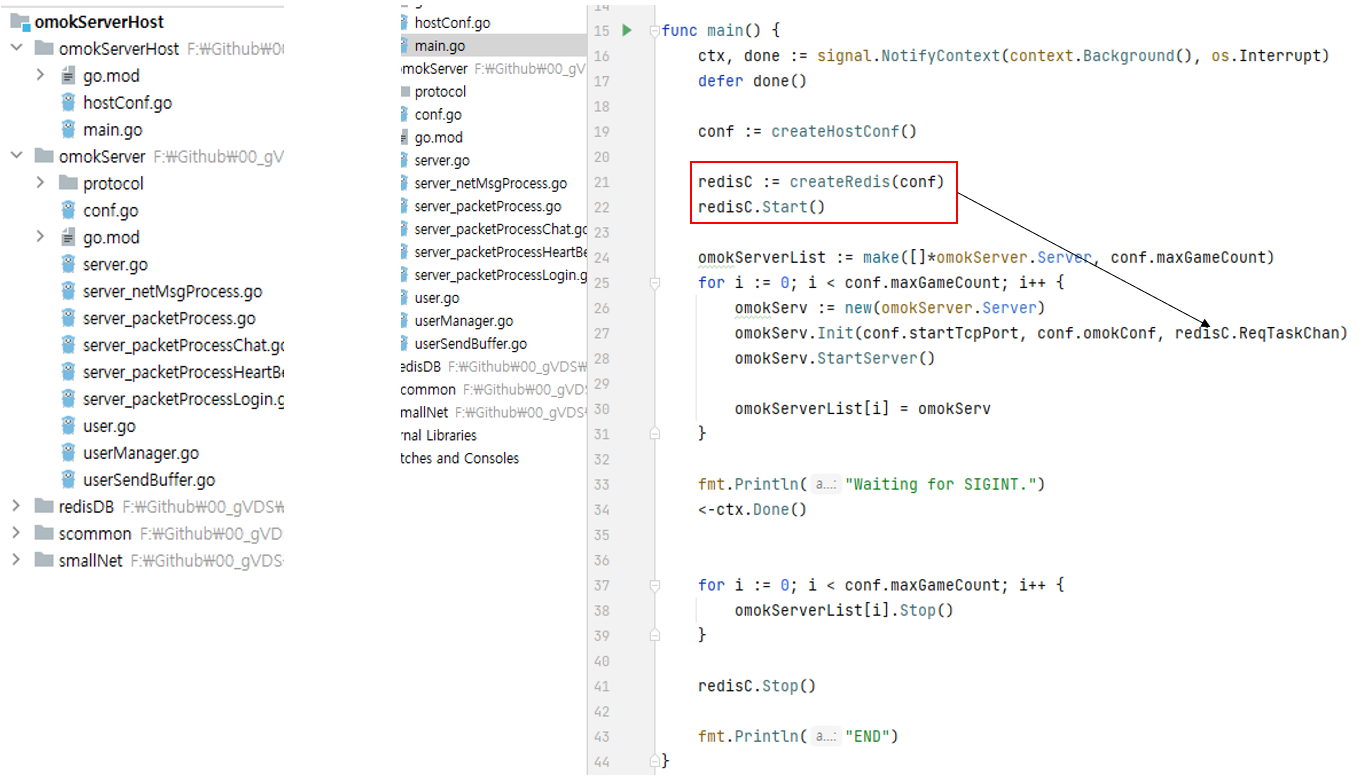 omokServerHost
omokServerHost F:₩Github₩00
go.mod
hostConf.go
main.go
omokServer F:₩Github₩00_gV
protocol
conf.go
go.mod
server.go
server_netMsgProcess.go
server_packetProcess.go
server_packetProcessChat.gc
server_packetProcessHeartBe
server_packetProcessLogin.g
user.go
userManager.go
userSendBuffer.go
redisDB F:₩Github₩00_gVDS₩
scommon F:₩Github₩00_gVD
smallNet F:₩Github₩00_gVDS
hostConf.go
main.go
omokServer F:₩Github₩00_gV
protocol
conf.go
go.mod
server.go
server_netMsgProcess.go
server_packetProcess.go
server_packetProcessChat.gc
server_packetProcessHeartBe
server_packetProcessLogin.g
user.go
userManager.go
userSendBuffer.go
edisDB F:₩Github₩00_gVDS₩
common F:₩Github₩00_gVD
mallNet F:₩Github₩00_gVDS
rnal Libraries
tches and Consoles
14
15 func main() {
16 ctx, done := signal.NotifyContext(context.Background(), os.Interrupt)
17 defer done()
18
19 conf := createHostConf()
20
21 redisC := createRedis(conf)
22 redisC.Start()
23
24 omokServerList := make([]*omokServer.Server, conf.maxGameCount)
25 for i := 0; i < conf.maxGameCount; i++ {
26 omokServ := new(omokServer.Server)
27 omokServ.Init(conf.startTcpPort, conf.omokConf, redisC.ReqTaskChan)
28 omokServ.StartServer()
29
30 omokServerList[i] = omokServ
31 }
32
33 fmt.Println( a...: "Waiting for SIGINT.")
34 <-ctx.Done()
35
36
37 for i := 0; i < conf.maxGameCount; i++ {
38 omokServerList[i].Stop()
39 }
40
41 redisC.Stop()
42
43 fmt.Println( a...: "END")
44 }